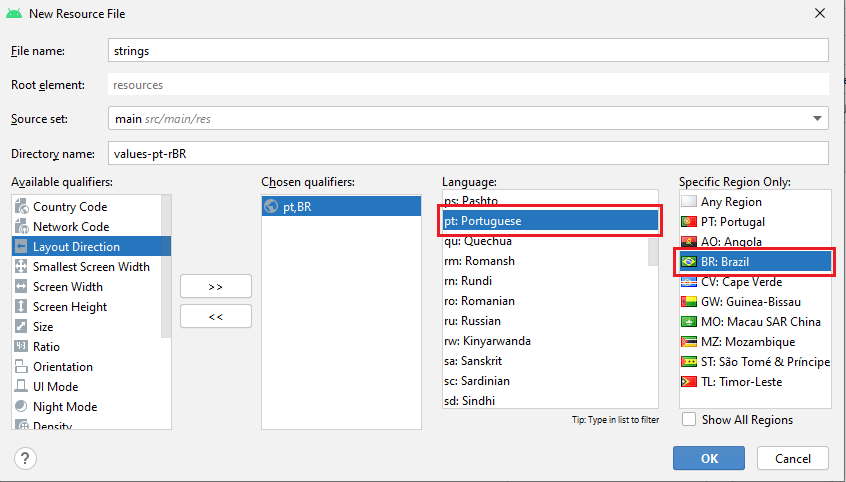 New Resource File
File name: strings
Root element: resources
Source set: main src/main/res
Directory name: values-pt-rBR
Available qualifiers:
Country Code
Network Code
Layout Direction
Smallest Screen Width
Screen Width
Screen Height
Size
Ratio
Orientation
UI Mode
Night Mode
Density
>>
<<
Chosen qualifiers:
pt,BR
Language:
ps: Pashto
pt: Portuguese
qu: Quechua
rm: Romansh
rn: Rundi
ro: Romanian
ru: Russian
rw: Kinyarwanda
sa: Sanskrit
sc: Sardinian
sd: Sindhi
Tip: Type in list to filter
Specific Region Only:
Any Region
PT: Portugal
AO: Angola
BR: Brazil
CV: Cape Verde
GW: Guinea-Bissau
MO: Macau SAR China
MZ: Mozambique
ST: São Tomé & Príncipe
TL: Timor-Leste
Show All Regions
?
OK
Cancel